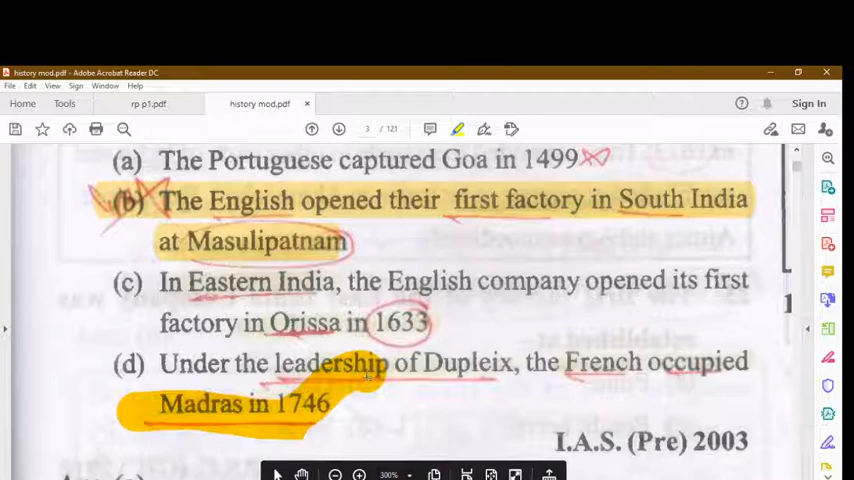 history mod.pdf - Adobe Acrobat Reader DC
File Edit View Sign Window Help
Home Tools rp p1.pdf history mod.pdf × Sign In
3 / 121
(a) The Portuguese captured Goa in 1499
(b) The English opened their first factory in South India
at Masulipatnam
(c) In Eastern India, the English company opened its first
factory in Orissa in 1633
(d) Under the leadership of Dupleix, the French occupied
Madras in 1746
I.A.S. (Pre) 2003
300%